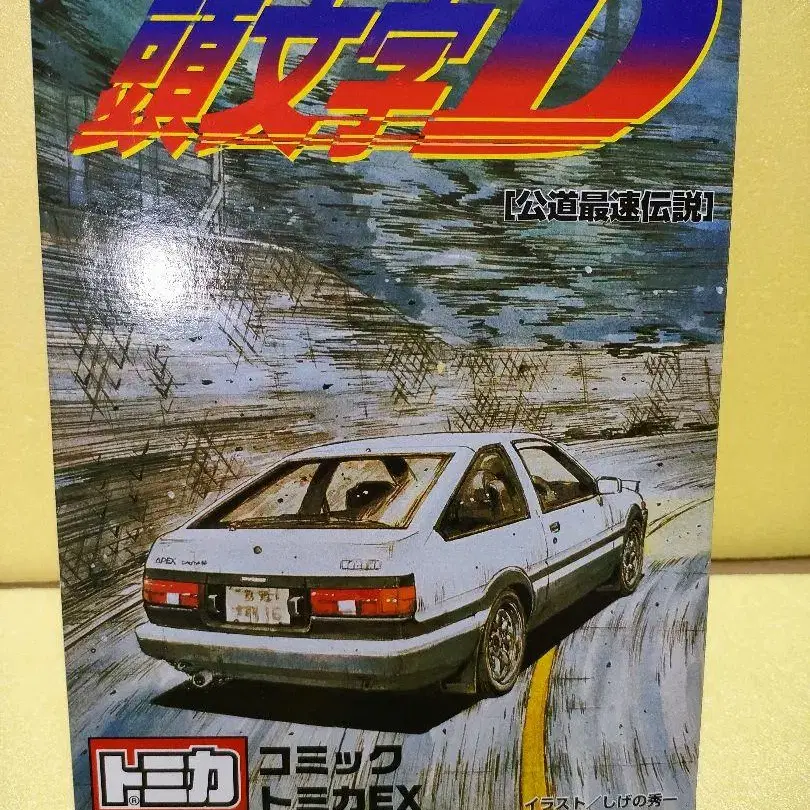 頭文字D
[公道最速伝説]
APEX
トミカ®
コミック
トミカEX
イラスト/しげの秀一